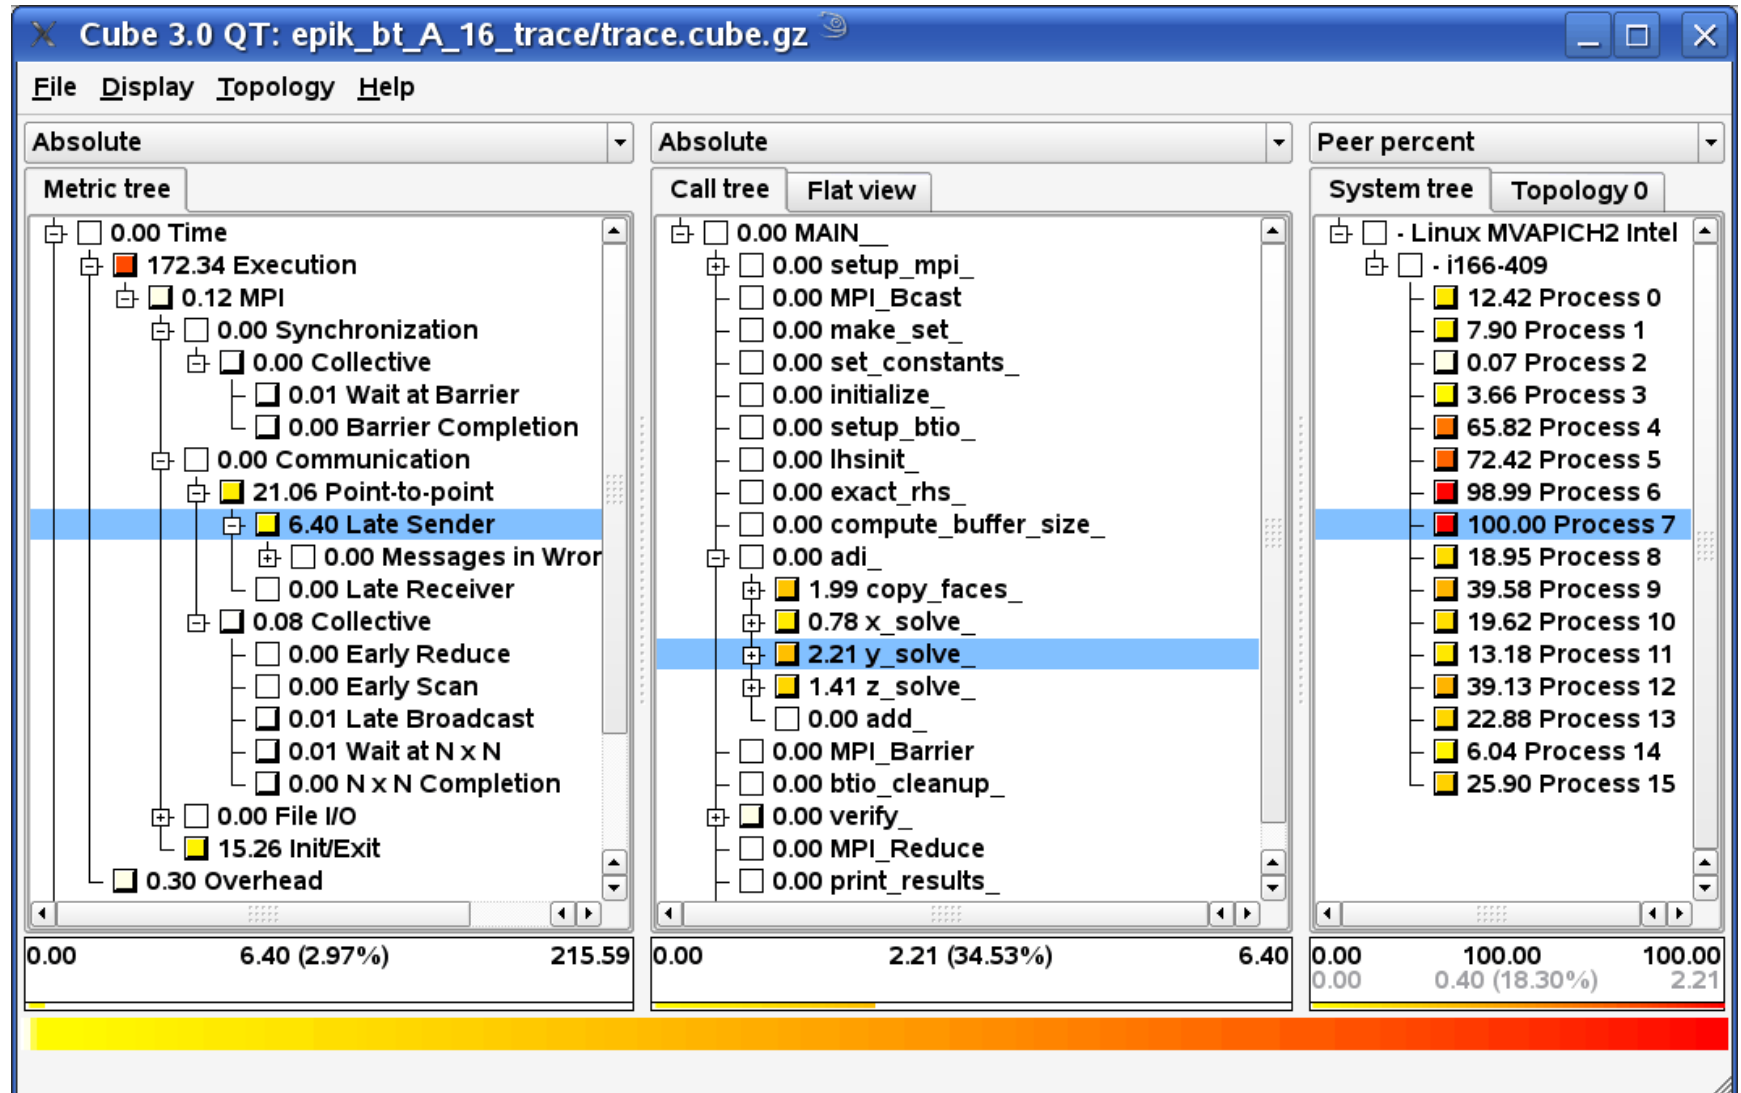 Cube 3.0 QT: epik_bt_A_16_trace/trace.cube.gz
File Display Topology Help
Absolute
Metric tree
0.00 Time
172.34 Execution
0.12 MPI
0.00 Synchronization
0.00 Collective
0.01 Wait at Barrier
0.00 Barrier Completion
0.00 Communication
21.06 Point-to-point
6.40 Late Sender
0.00 Messages in Wror
0.00 Late Receiver
0.08 Collective
0.00 Early Reduce
0.00 Early Scan
0.01 Late Broadcast
0.01 Wait at N x N
0.00 N x N Completion
0.00 File I/O
15.26 Init/Exit
0.30 Overhead
0.00 6.40 (2.97%) 215.59
Absolute
Call tree Flat view
0.00 MAIN__
0.00 setup_mpi_
0.00 MPI_Bcast
0.00 make_set_
0.00 set_constants_
0.00 initialize_
0.00 setup_btio_
0.00 lhsinit_
0.00 exact_rhs_
0.00 compute_buffer_size_
0.00 adi_
1.99 copy_faces_
0.78 x_solve_
2.21 y_solve_
1.41 z_solve_
0.00 add_
0.00 MPI_Barrier
0.00 btio_cleanup_
0.00 verify_
0.00 MPI_Reduce
0.00 print_results_
0.00 2.21 (34.53%) 6.40
Peer percent
System tree Topology 0
- Linux MVAPICH2 Intel
- i166-409
12.42 Process 0
7.90 Process 1
0.07 Process 2
3.66 Process 3
65.82 Process 4
72.42 Process 5
98.99 Process 6
100.00 Process 7
18.95 Process 8
39.58 Process 9
19.62 Process 10
13.18 Process 11
39.13 Process 12
22.88 Process 13
6.04 Process 14
25.90 Process 15
0.00 100.00 100.00
0.00 0.40 (18.30%) 2.21